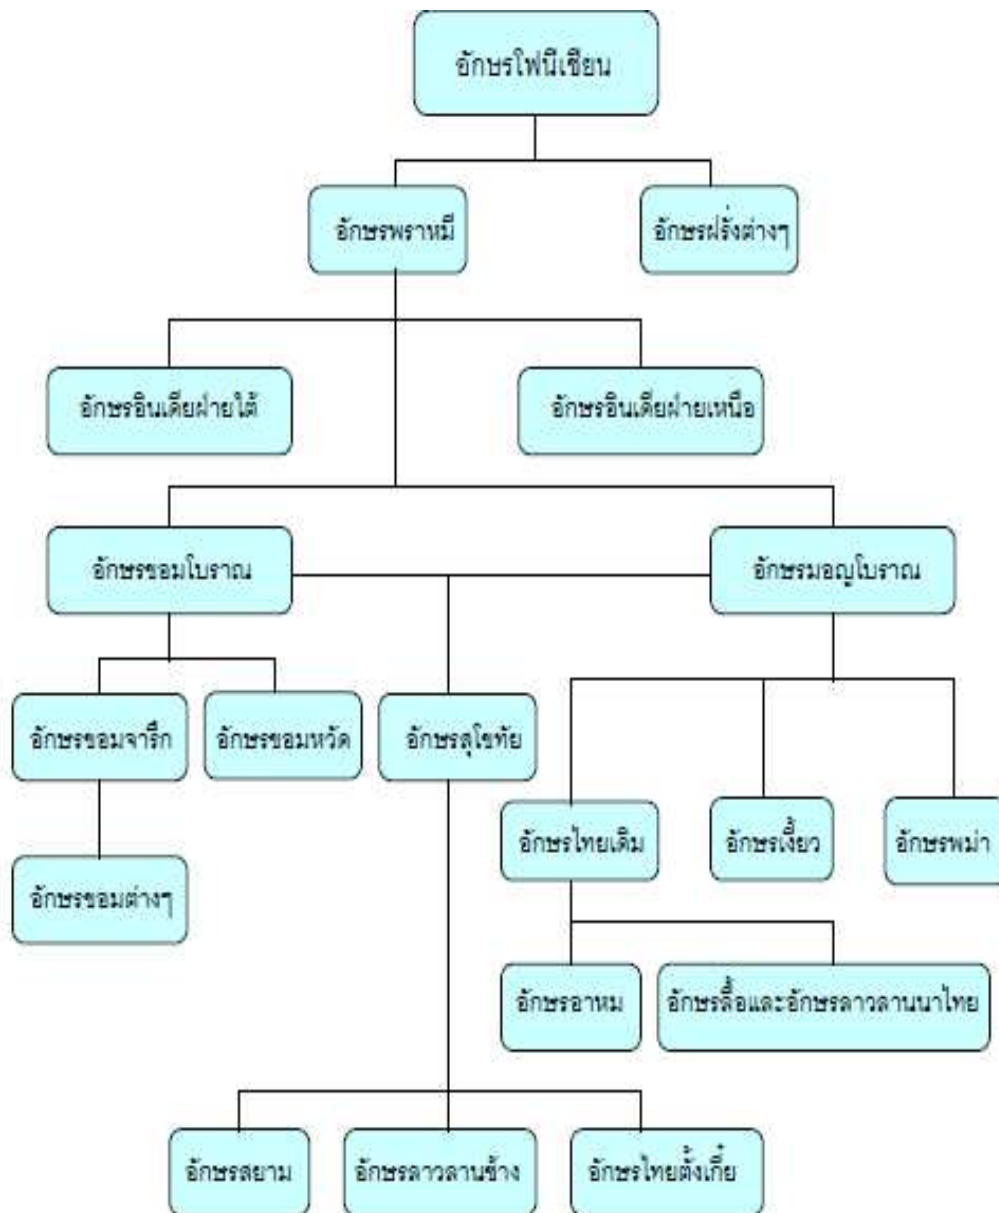 อักษรโฟนีเชียน
อักษรพราหมี
อักษรฝรั่งต่างๆ
อักษรอินเดียฝ่ายใต้
อักษรอินเดียฝ่ายเหนือ
อักษรขอมโบราณ
อักษรมอญโบราณ
อักษรขอมจารึก
อักษรขอมหวัด
อักษรสุโขทัย
อักษรไทยเดิม
อักษรเงี้ยว
อักษรพม่า
อักษรขอมต่างๆ
อักษรอาหม
อักษรลื้อและอักษรลาวลานนาไทย
อักษรสยาม
อักษรลาวลานช้าง
อักษรไทยตั้งเกี๋ย